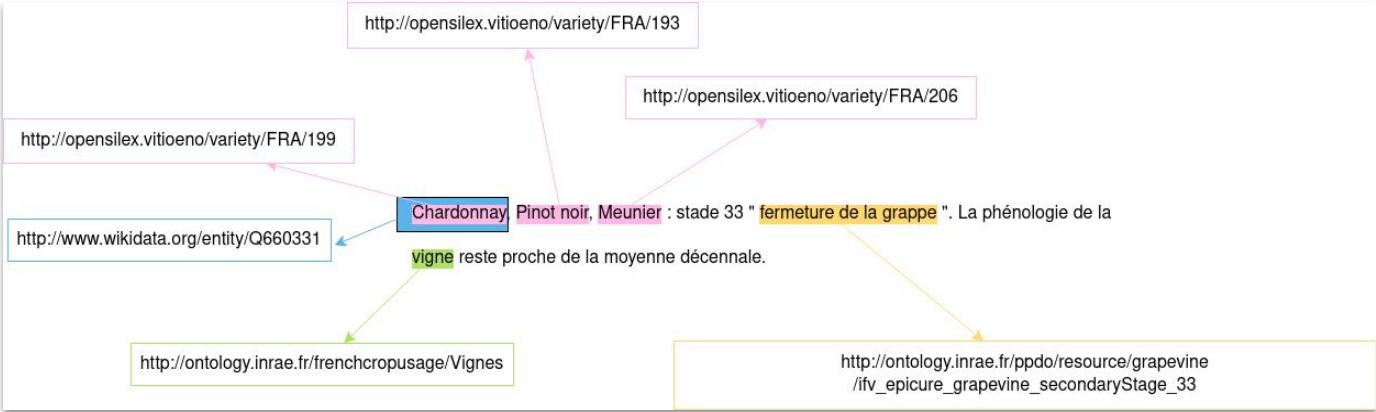 http://opensilex.vitioeno/variety/FRA/193
http://opensilex.vitioeno/variety/FRA/206
http://opensilex.vitioeno/variety/FRA/199
Chardonnay, Pinot noir, Meunier : stade 33 " fermeture de la grappe ". La phénologie de la
http://www.wikidata.org/entity/Q660331
vigne reste proche de la moyenne décennale.
http://ontology.inrae.fr/frenchcropusage/Vignes
http://ontology.inrae.fr/ppdo/resource/grapevine
/ifv_epicure_grapevine_secondaryStage_33